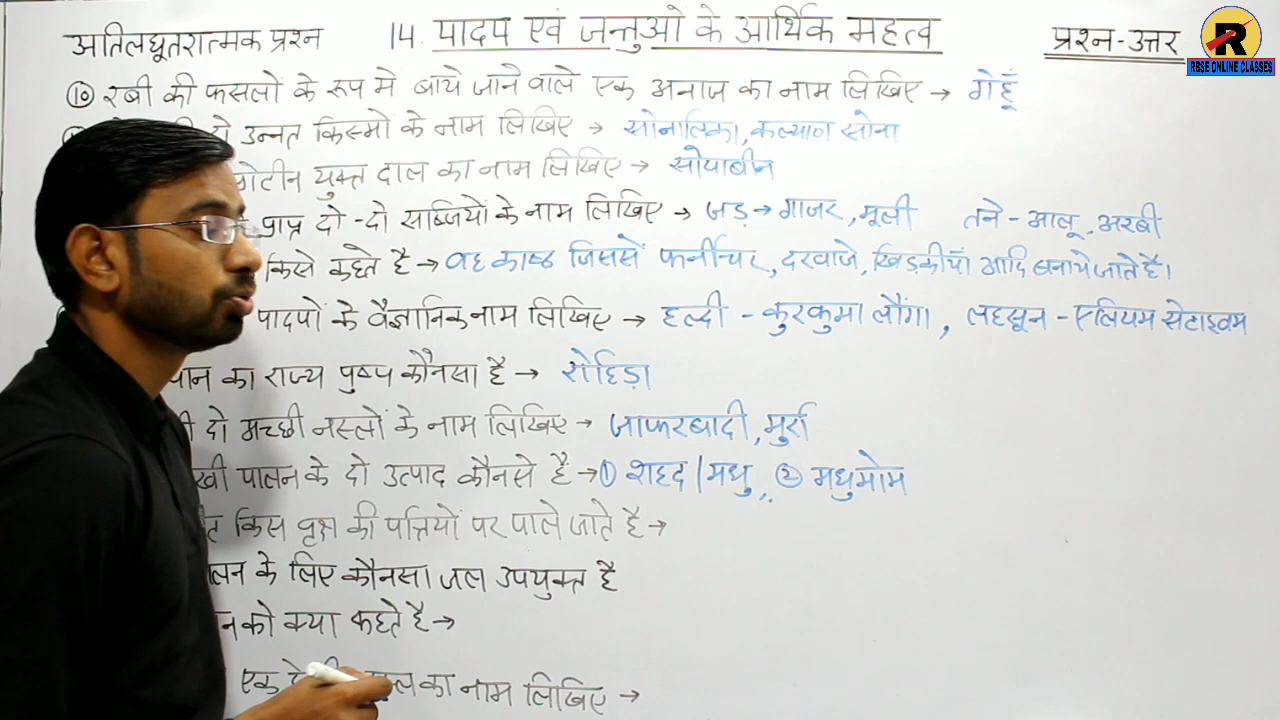 अतिलघूतरात्मक प्रश्न 14. पादप एवं जन्तुओ के आर्थिक महत्व प्रश्न-उत्तर
R
RBSE ONLINE CLASSES
⑩ रबी की फसलों के रूप मे बोये जाने वाले एक अनाज का नाम लिखिए → गेहूँ
दो उन्नत किस्मो के नाम लिखिए → सोनालिका, कल्याण सोना
युक्त दाल का नाम लिखिए → सोयाबीन
प्राप्त दो-दो सब्जियों के नाम लिखिए → जड़ → गाजर, मूली तने - आलू, अरबी
किसे कहते है → वह काष्ठ जिससे फर्नीचर, दरवाजे, खिडकीयाँ आदि बनाये जाते है।
पादपों के वैज्ञानिक नाम लिखिए → हल्दी - कुरकुमा लौंगा, लहसून - एलियम सेटाइवम
का राज्य पुष्प कौनसा है → रोहिड़ा
दो अच्छी नस्लों के नाम लिखिए → जाफरबादी, मुर्रा
पालन के दो उत्पाद कौनसे है → ① शहद/मधु, ② मधुमोम
किस वृक्ष की पत्तियों पर पाले जाते है →
के लिए कौनसा जल उपयुक्त है
को क्या कहते है →
एक का नाम लिखिए →